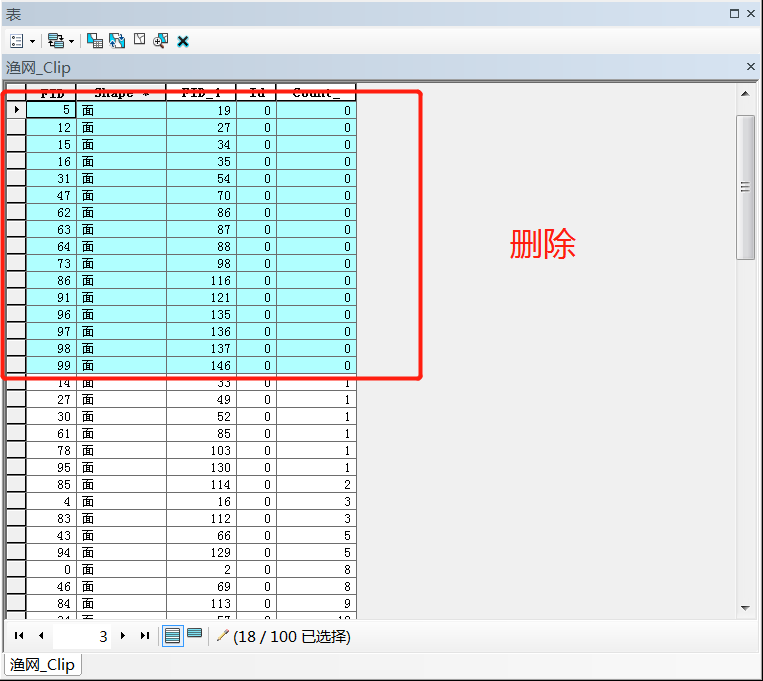 表
渔网_Clip
FID Shape * FID_1 Id Count_
5 面 19 0 0
12 面 27 0 0
15 面 34 0 0
16 面 35 0 0
31 面 54 0 0
47 面 70 0 0
62 面 86 0 0
63 面 87 0 0
64 面 88 0 0
73 面 98 0 0
86 面 116 0 0
91 面 121 0 0
96 面 135 0 0
97 面 136 0 0
98 面 137 0 0
99 面 146 0 0
删除
14 面 33 0 1
27 面 49 0 1
30 面 52 0 1
61 面 85 0 1
78 面 103 0 1
95 面 130 0 1
85 面 114 0 2
4 面 16 0 3
83 面 112 0 3
43 面 66 0 5
94 面 129 0 5
0 面 2 0 8
46 面 69 0 8
84 面 113 0 9
3 (18 / 100 已选择)
渔网_Clip